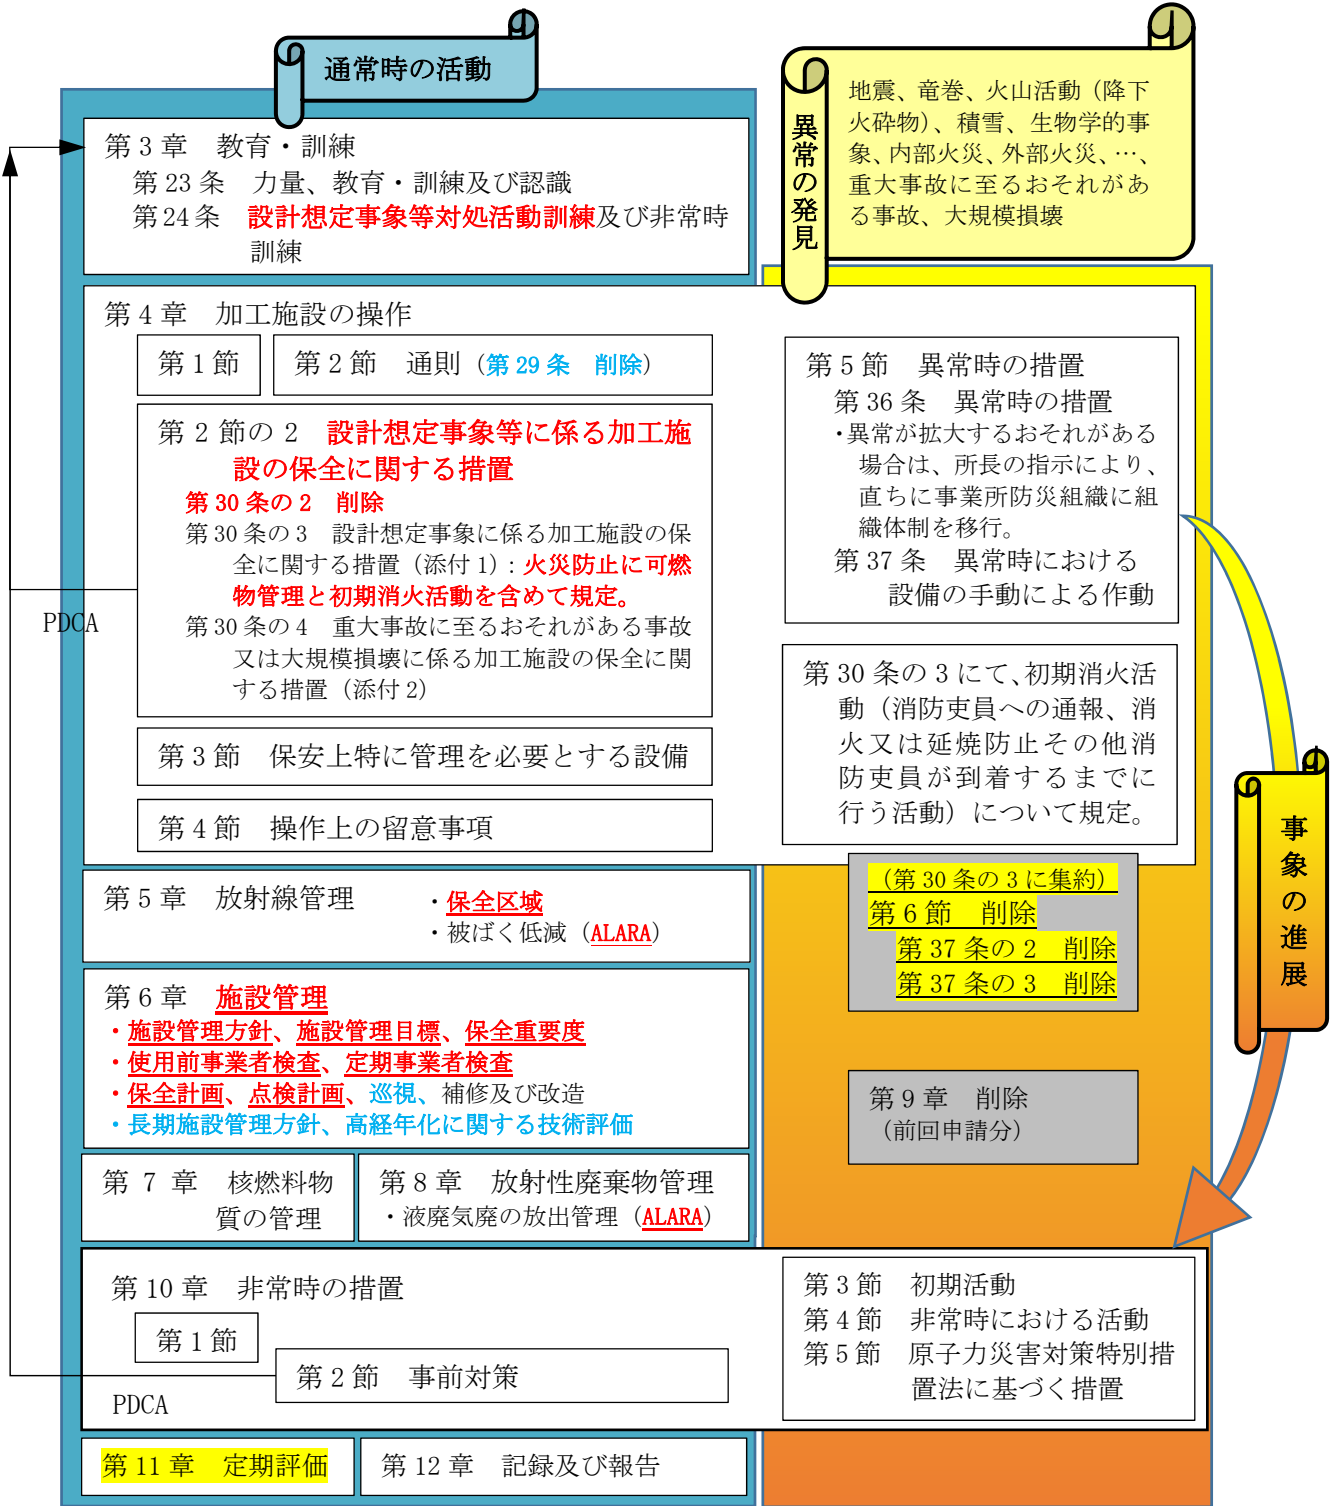 通常時の活動
第3章　教育・訓練
第23条　力量、教育・訓練及び認識
第24条　設計想定事象等対処活動訓練及び非常時
訓練
異常の発見
地震、竜巻、火山活動（降下
火砕物）、積雪、生物学的事
象、内部火災、外部火災、…、
重大事故に至るおそれがあ
る事故、大規模損壊
第4章　加工施設の操作
第1節
第2節　通則（第29条　削除）
第2節の2　設計想定事象等に係る加工施
設の保全に関する措置
第30条の2　削除
第30条の3　設計想定事象に係る加工施設の保
全に関する措置（添付1）：火災防止に可燃
物管理と初期消火活動を含めて規定。
第30条の4　重大事故に至るおそれがある事故
又は大規模損壊に係る加工施設の保全に関
する措置（添付2）
PDCA
第3節　保安上特に管理を必要とする設備
第4節　操作上の留意事項
第5節　異常時の措置
第36条　異常時の措置
・異常が拡大するおそれがある
場合は、所長の指示により、
直ちに事業所防災組織に組
織体制を移行。
第37条　異常時における
設備の手動による作動
第30条の3にて、初期消火活
動（消防吏員への通報、消
火又は延焼防止その他消
防吏員が到着するまでに
行う活動）について規定。
（第30条の3に集約）
第6節　削除
第37条の2　削除
第37条の3　削除
事象の進展
第5章　放射線管理
・保全区域
・被ばく低減（ALARA）
第6章　施設管理
・施設管理方針、施設管理目標、保全重要度
・使用前事業者検査、定期事業者検査
・保全計画、点検計画、巡視、補修及び改造
・長期施設管理方針、高経年化に関する技術評価
第9章　削除
（前回申請分）
第7章　核燃料物
質の管理
第8章　放射性廃棄物管理
・液廃気廃の放出管理（ALARA）
第10章　非常時の措置
第1節
第2節　事前対策
PDCA
第3節　初期活動
第4節　非常時における活動
第5節　原子力災害対策特別措
置法に基づく措置
第11章　定期評価
第12章　記録及び報告